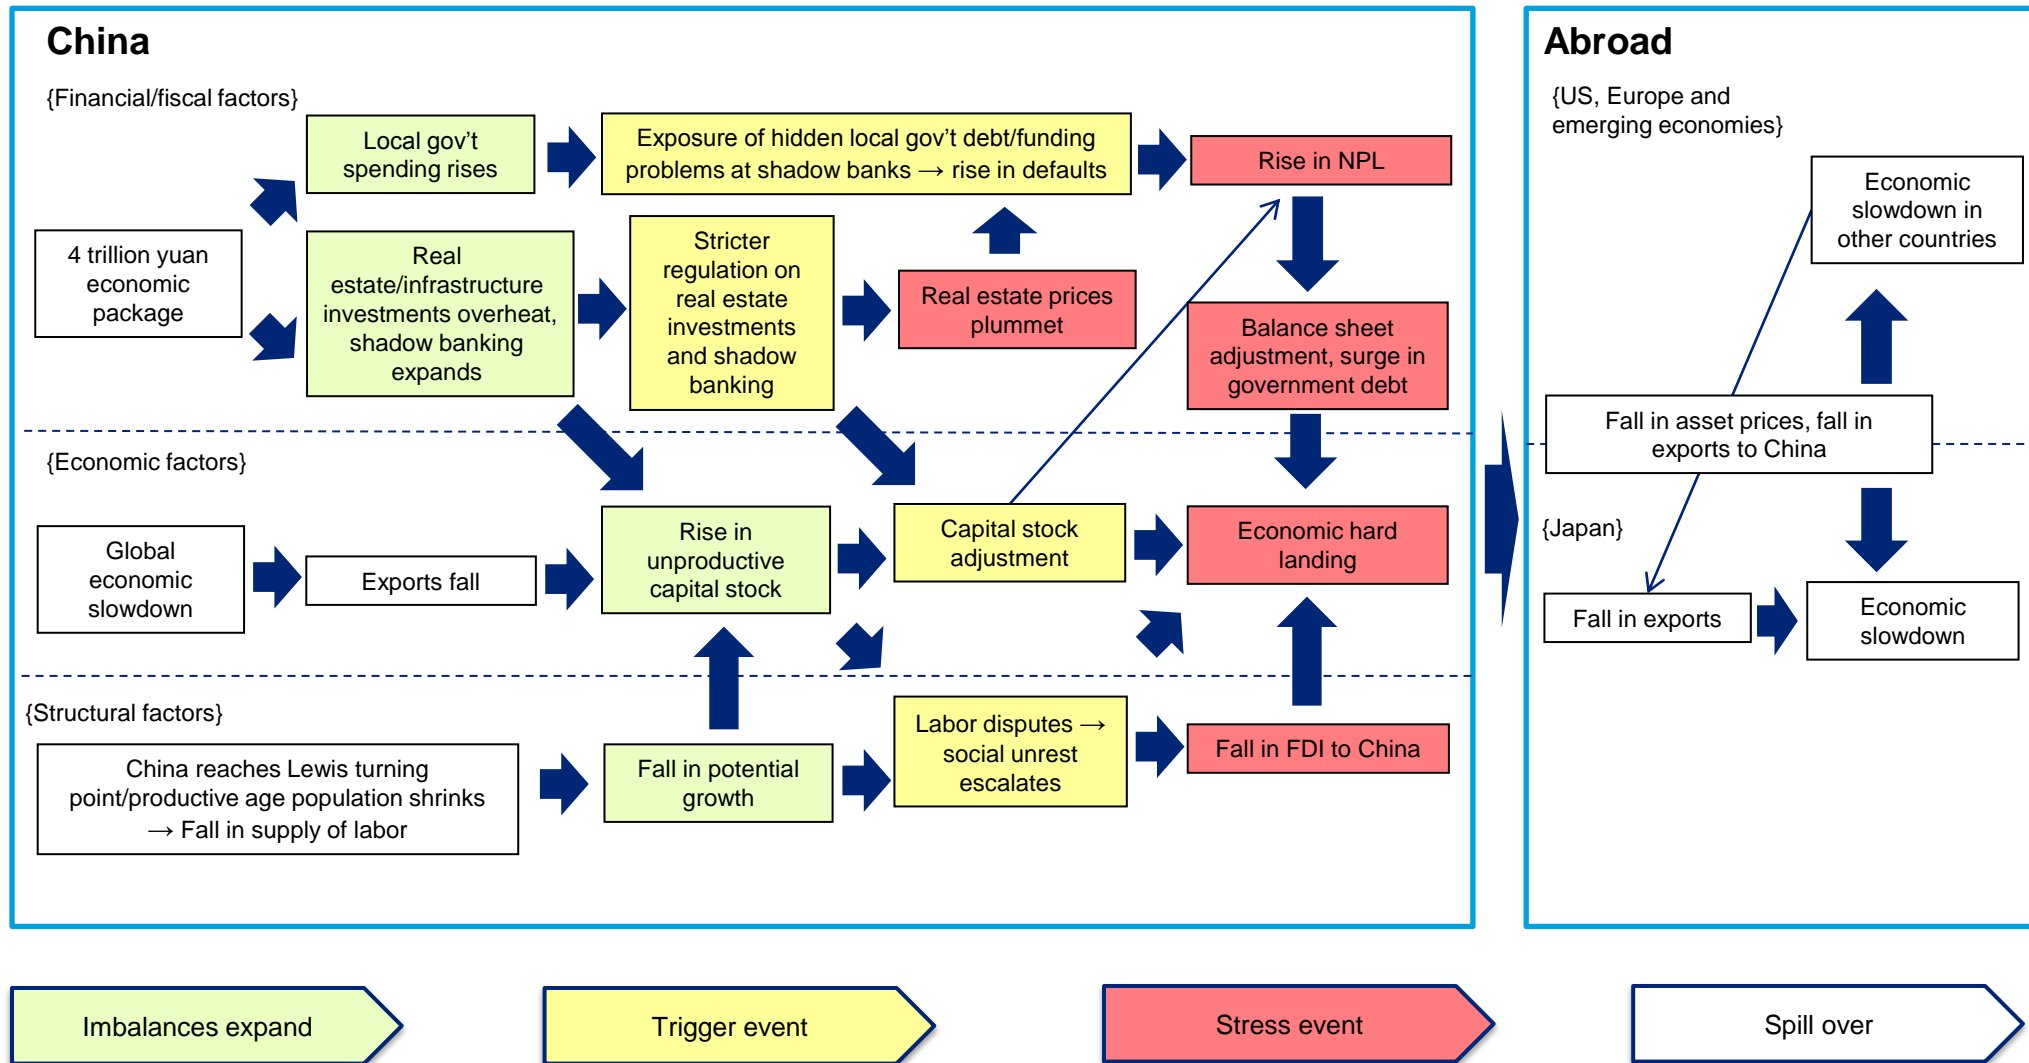 China
{Financial/fiscal factors}
Local gov’t
spending rises
Exposure of hidden local gov’t debt/funding
problems at shadow banks → rise in defaults
Rise in NPL
4 trillion yuan
economic
package
Real
estate/infrastructure
investments overheat,
shadow banking
expands
Stricter
regulation on
real estate
investments
and shadow
banking
Real estate prices
plummet
Balance sheet
adjustment, surge in
government debt
{Economic factors}
Global
economic
slowdown
Exports fall
Rise in
unproductive
capital stock
Capital stock
adjustment
Economic hard
landing
{Structural factors}
China reaches Lewis turning
point/productive age population shrinks
→ Fall in supply of labor
Fall in potential
growth
Labor disputes →
social unrest
escalates
Fall in FDI to China
Abroad
{US, Europe and
emerging economies}
Economic
slowdown in
other countries
Fall in asset prices, fall in
exports to China
{Japan}
Fall in exports
Economic
slowdown
Imbalances expand
Trigger event
Stress event
Spill over